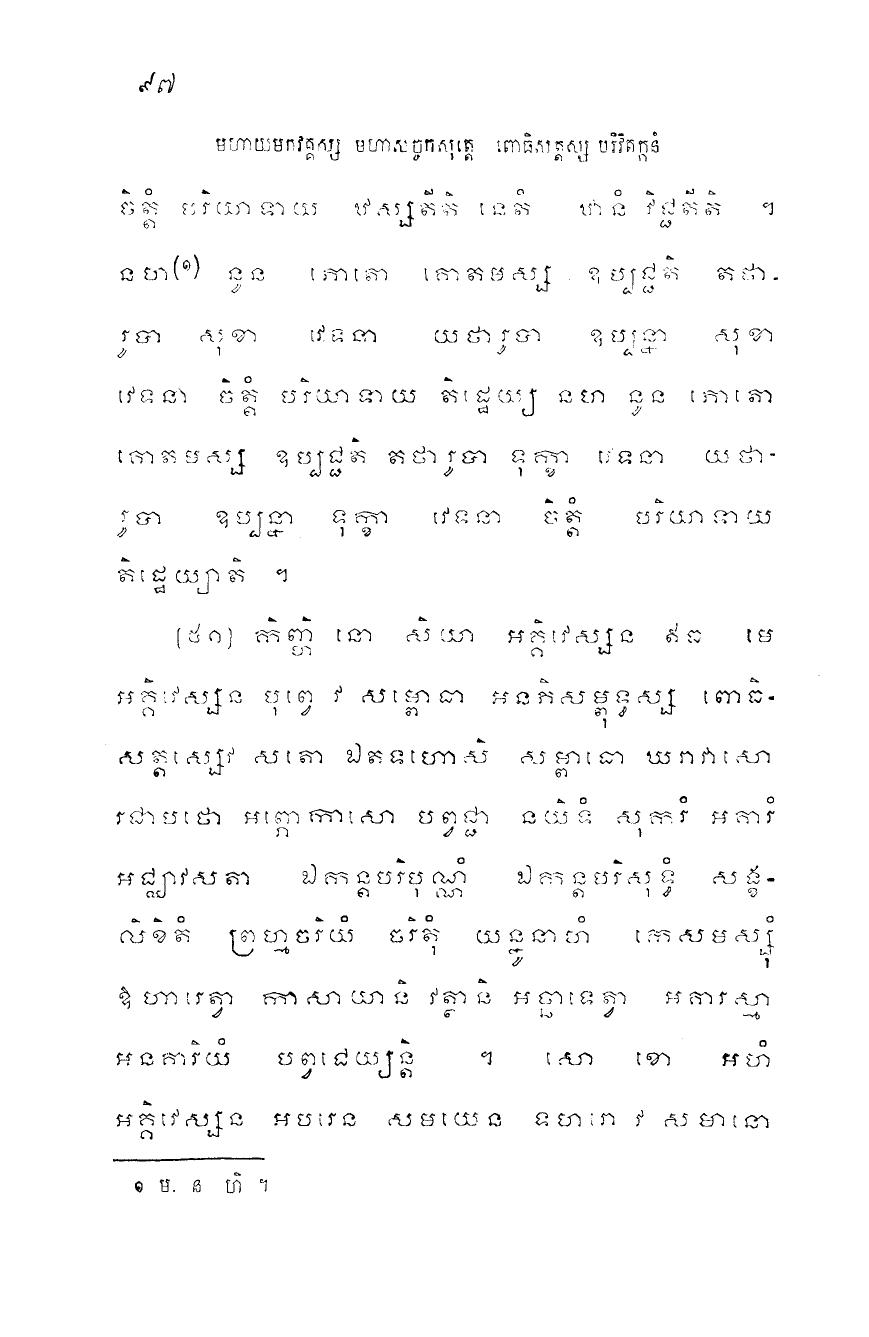 ៩៧
មហាយមកវគ្គស្ស មហាសច្ចកសុត្តេ ពោធិសត្តស្ស បរិវិតក្កនំ
ចិត្តំ បរិយាទាយ ឋស្សតីតិ នេតំ ឋានំ វិជ្ជតីតិ ។
នហ(១) នូន ភោតោ គោតមស្ស ឧប្បជ្ជតិ តថា-
រូបា សុខា វេទនា យថារូបា ឧប្បន្នា សុខា
វេទនា ចិត្តំ បរិយាទាយ តិដ្ឋេយ្យ នហ នូន ភោតោ
គោតមស្ស ឧប្បជ្ជតិ តថារូបា ទុក្ខា វេទនា យថា-
រូបា ឧប្បន្នា ទុក្ខា វេទនា ចិត្តំ បរិយាទាយ
តិដ្ឋេយ្យាតិ ។
[៥១] កិញ្ហិ នោ សិយា អគ្គិវេស្សន ឥធ មេ
អគ្គិវេស្សន បុព្វេ វ សម្ពោធា អនភិសម្ពុទ្ធស្ស ពោធិ-
សត្តស្សេវ សតោ ឯតទហោសិ សម្ពាធោ ឃរាវាសោ
រជាបថោ អព្ភោកាសោ បព្វជ្ជា នយិទំ សុករំ អគារំ
អជ្ឈាវសតា ឯកន្តបរិបុណ្ណំ ឯកន្តបរិសុទ្ធំ សង្ខ-
លិខិតំ ព្រហ្មចរិយំ ចរិតុំ យន្នូនាហំ កេសមស្សុំ
ឱហារេត្វា កាសាយានិ វត្ថានិ អច្ឆាទេត្វា អគារស្មា
អនគារិយំ បព្វជេយ្យន្តិ ។ សោ ខោ អហំ
អគ្គិវេស្សន អបរេន សមយេន ទហរោ វ សមានោ
១ ម. ន ហិ ។